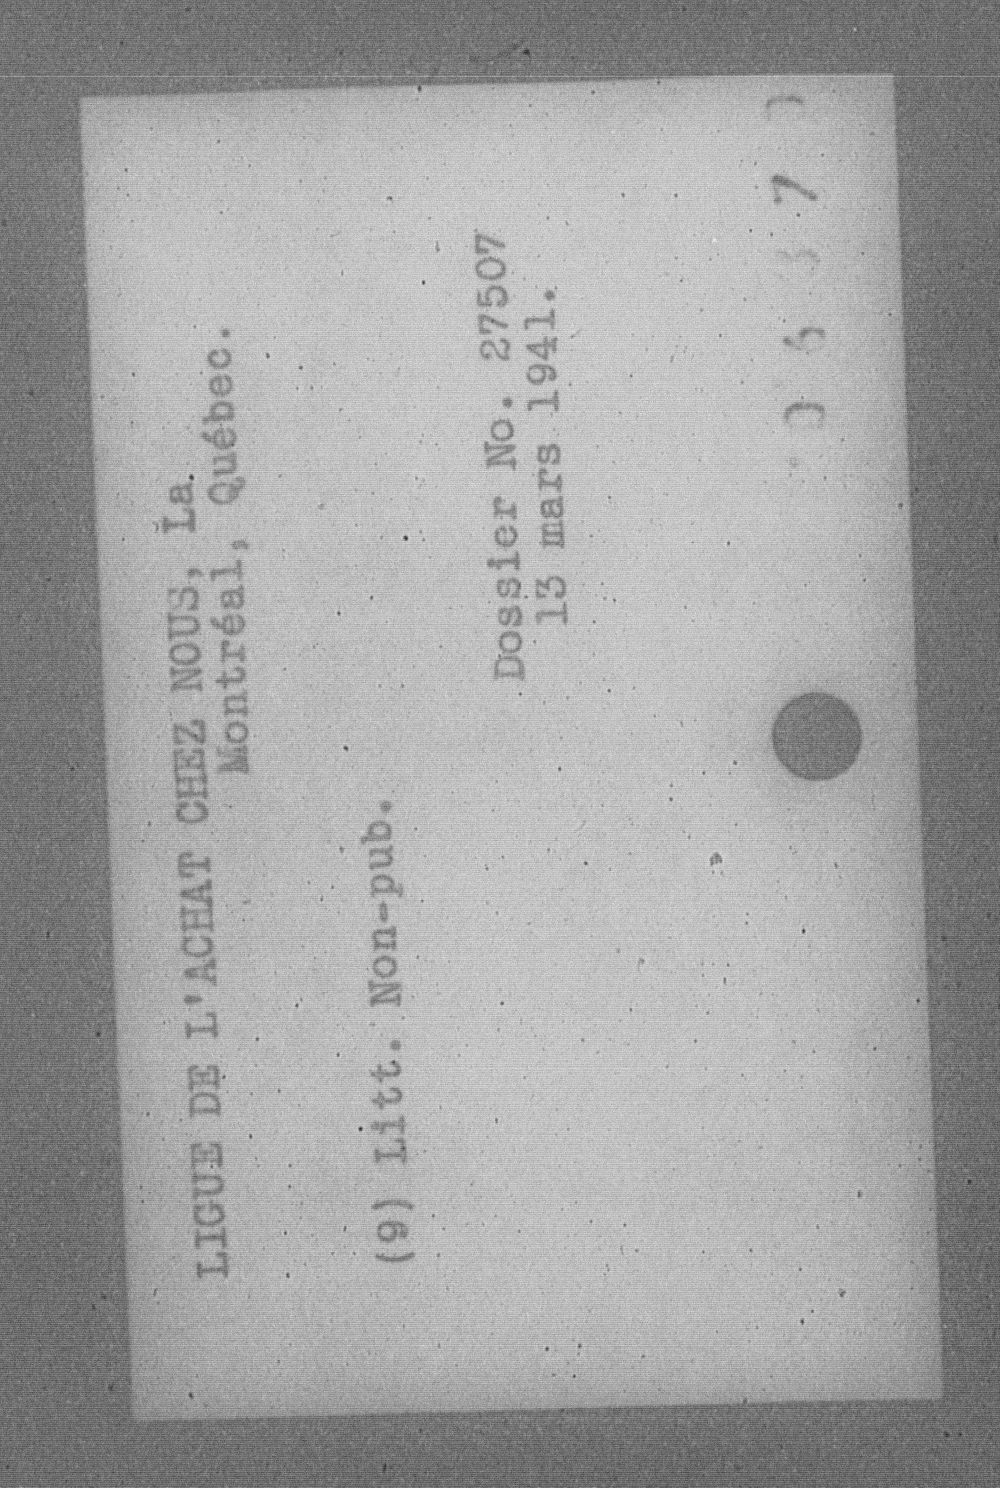 LIGUE DE L'ACHAT CHEZ NOUS, La
Montréal, Québec.
(9) Litt. Non-pub.
Dossier No. 27507
13 mars 1941.